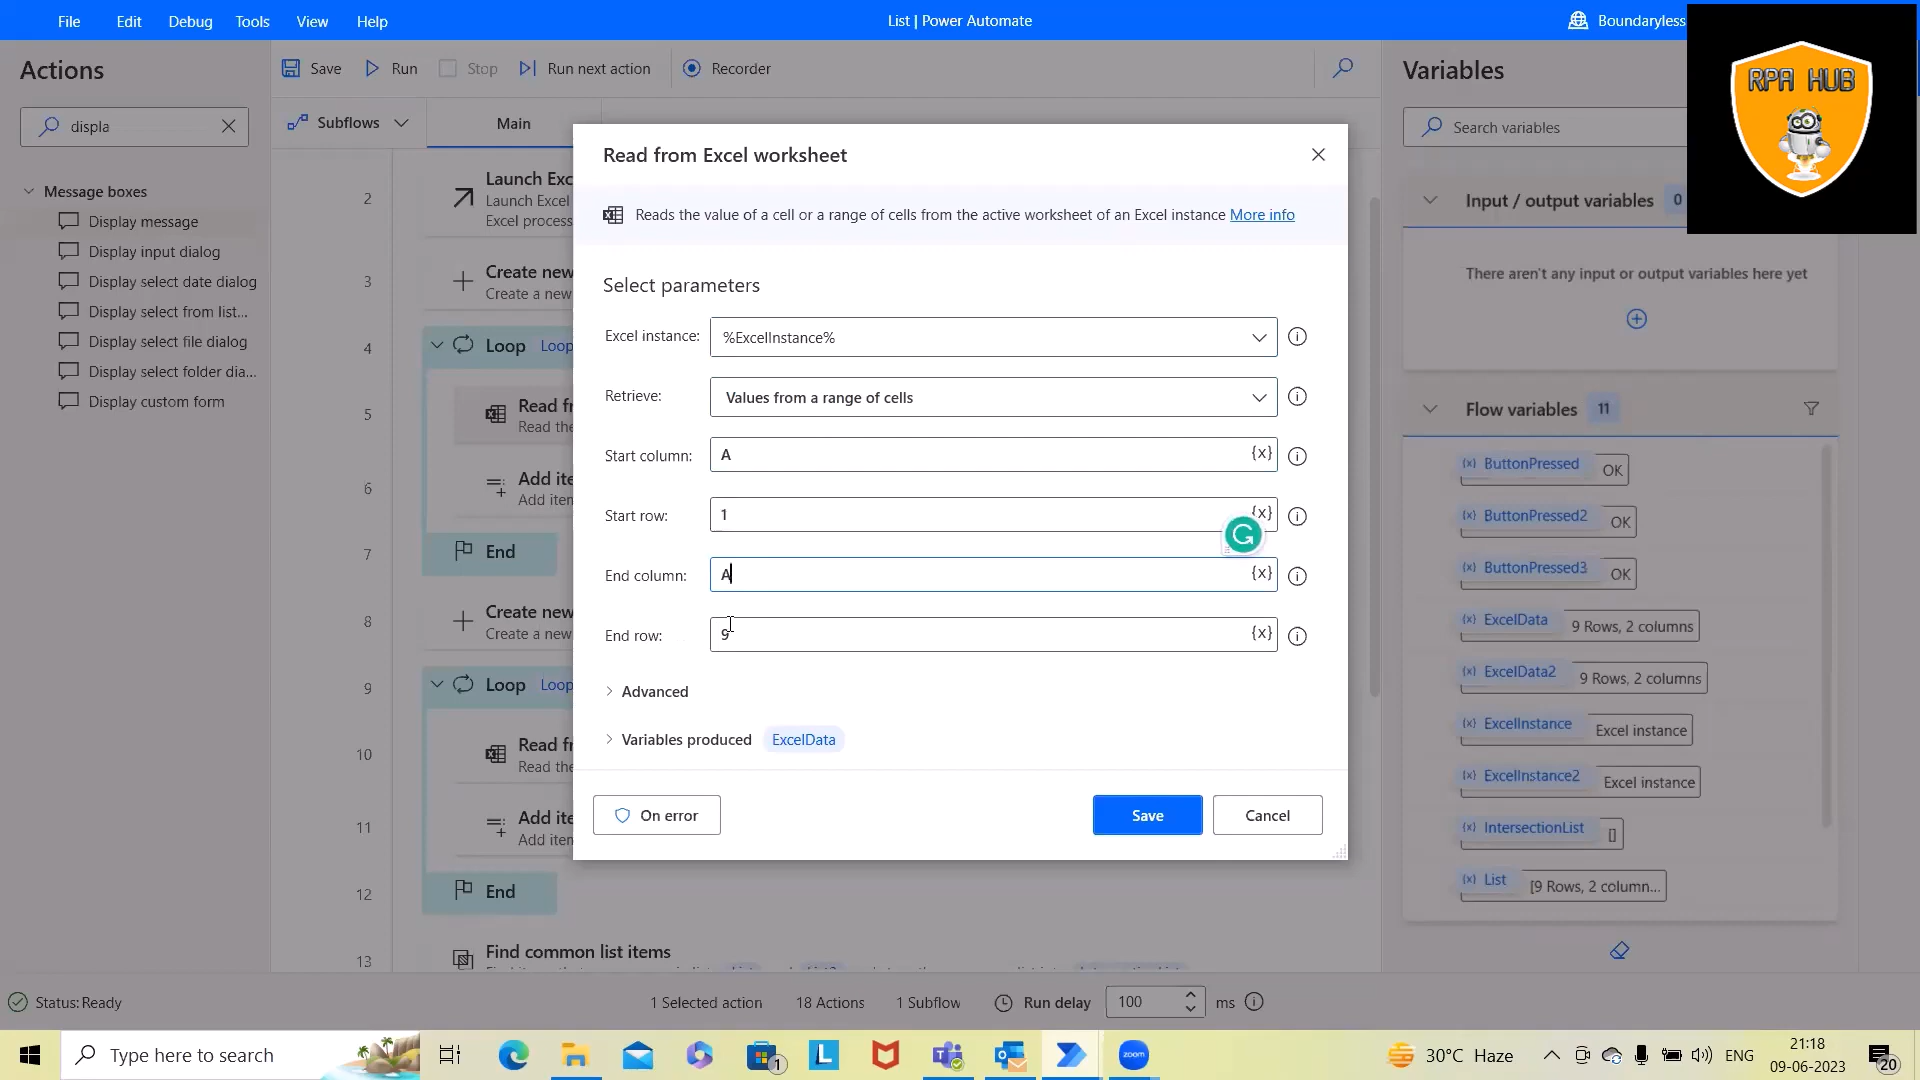 File Edit Debug Tools View Help
List | Power Automate
Boundaryless
RPA HUB
Actions
displa
Message boxes
Display message
Display input dialog
Display select date dialog
Display select from list...
Display select file dialog
Display select folder dia...
Display custom form
Save Run Stop Run next action Recorder
Subflows Main
2 Launch Exc
Launch Excel
Excel process
3 Create new
Create a new
4 Loop Loop
5 Read fr
Read the
6 Add ite
Add item
7 End
8 Create new
Create a new
9 Loop Loop
10 Read fr
Read the
11 Add ite
Add item
12 End
13 Find common list items
Read from Excel worksheet
Reads the value of a cell or a range of cells from the active worksheet of an Excel instance More info
Select parameters
Excel instance: %ExcelInstance%
Retrieve: Values from a range of cells
Start column: A {x}
Start row: 1 {x}
End column: A {x}
End row: 9 {x}
Advanced
Variables produced ExcelData
On error Save Cancel
Variables
Search variables
Input / output variables 0
There aren't any input or output variables here yet
Flow variables 11
(x) ButtonPressed OK
(x) ButtonPressed2 OK
(x) ButtonPressed3 OK
(x) ExcelData 9 Rows, 2 columns
(x) ExcelData2 9 Rows, 2 columns
(x) ExcelInstance Excel instance
(x) ExcelInstance2 Excel instance
(x) IntersectionList []
(x) List [9 Rows, 2 column...
Status: Ready 1 Selected action 18 Actions 1 Subflow Run delay 100 ms
Type here to search
1
L
zoom
30°C Haze
ENG
21:18
09-06-2023
20